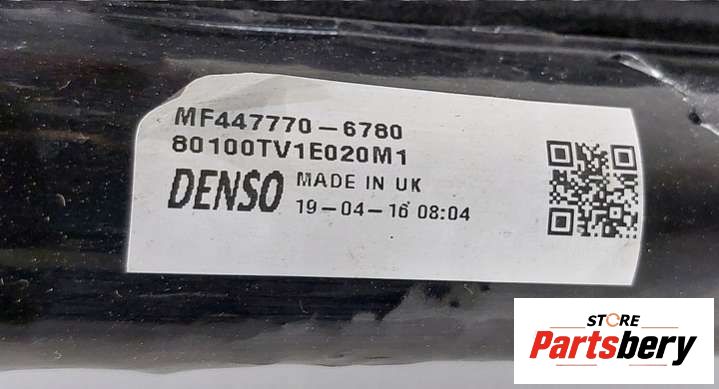 MF447770-6780
80100TV1E020M1
DENSO MADE IN UK
19-04-16 08:04
STORE
Partsbery